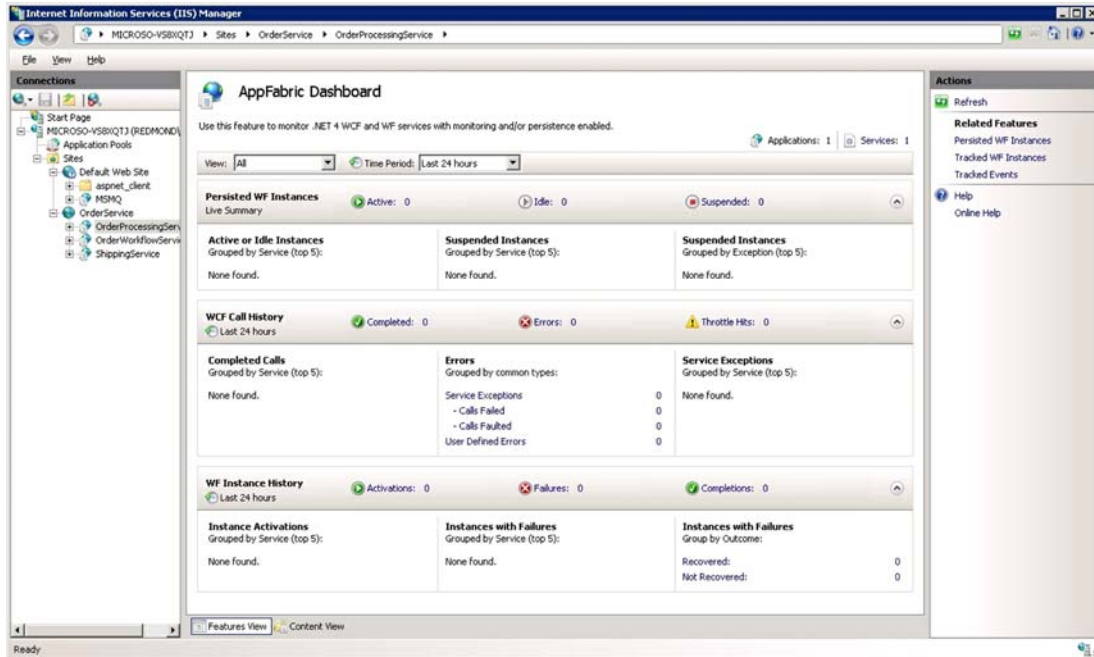 Internet Information Services (IIS) Manager
MICROSO-VS8XQTJ Sites OrderService OrderProcessingService
File View Help
Connections
Start Page
MICROSO-VS8XQTJ (REDMOND\
Application Pools
Sites
Default Web Site
aspnet_client
MSMQ
OrderService
OrderProcessingServ
OrderWorkflowServi
ShippingService
AppFabric Dashboard
Use this feature to monitor .NET 4 WCF and WF services with monitoring and/or persistence enabled.
Applications: 1 Services: 1
View: All Time Period: Last 24 hours
Persisted WF Instances
Live Summary
Active: 0 Idle: 0 Suspended: 0
Active or Idle Instances
Grouped by Service (top 5):
None found.
Suspended Instances
Grouped by Service (top 5):
None found.
Suspended Instances
Grouped by Exception (top 5):
None found.
WCF Call History
Last 24 hours
Completed: 0 Errors: 0 Throttle Hits: 0
Completed Calls
Grouped by Service (top 5):
None found.
Errors
Grouped by common types:
Service Exceptions 0
- Calls Failed 0
- Calls Faulted 0
User Defined Errors 0
Service Exceptions
Grouped by Service (top 5):
None found.
WF Instance History
Last 24 hours
Activations: 0 Failures: 0 Completions: 0
Instance Activations
Grouped by Service (top 5):
None found.
Instances with Failures
Grouped by Service (top 5):
None found.
Instances with Failures
Group by Outcome:
Recovered: 0
Not Recovered: 0
Features View Content View
Actions
Refresh
Related Features
Persisted WF Instances
Tracked WF Instances
Tracked Events
Help
Online Help
Ready